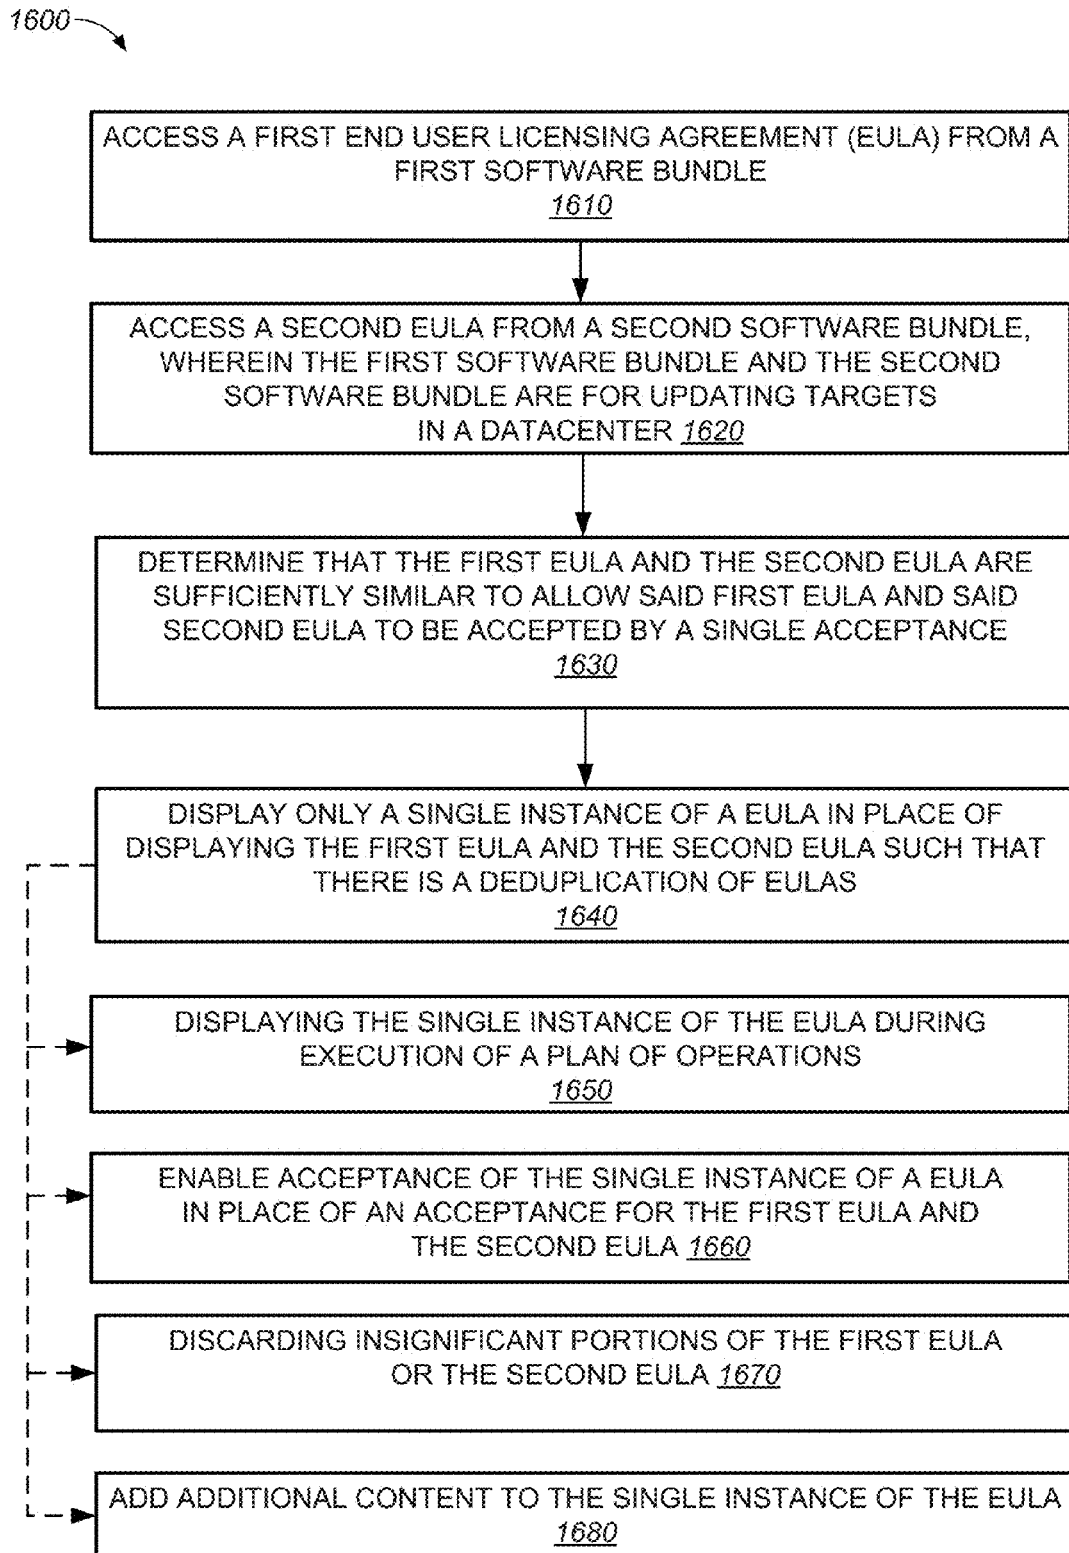 1600
ACCESS A FIRST END USER LICENSING AGREEMENT (EULA) FROM A
FIRST SOFTWARE BUNDLE
1610
ACCESS A SECOND EULA FROM A SECOND SOFTWARE BUNDLE,
WHEREIN THE FIRST SOFTWARE BUNDLE AND THE SECOND
SOFTWARE BUNDLE ARE FOR UPDATING TARGETS
IN A DATACENTER 1620
DETERMINE THAT THE FIRST EULA AND THE SECOND EULA ARE
SUFFICIENTLY SIMILAR TO ALLOW SAID FIRST EULA AND SAID
SECOND EULA TO BE ACCEPTED BY A SINGLE ACCEPTANCE
1630
DISPLAY ONLY A SINGLE INSTANCE OF A EULA IN PLACE OF
DISPLAYING THE FIRST EULA AND THE SECOND EULA SUCH THAT
THERE IS A DEDUPLICATION OF EULAS
1640
DISPLAYING THE SINGLE INSTANCE OF THE EULA DURING
EXECUTION OF A PLAN OF OPERATIONS
1650
ENABLE ACCEPTANCE OF THE SINGLE INSTANCE OF A EULA
IN PLACE OF AN ACCEPTANCE FOR THE FIRST EULA AND
THE SECOND EULA 1660
DISCARDING INSIGNIFICANT PORTIONS OF THE FIRST EULA
OR THE SECOND EULA 1670
ADD ADDITIONAL CONTENT TO THE SINGLE INSTANCE OF THE EULA
1680